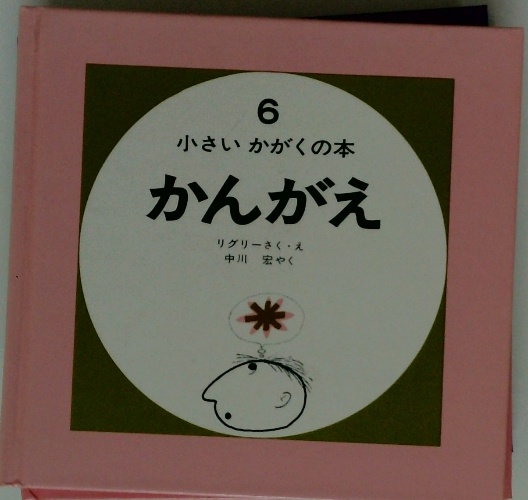 6
小さい かがくの本
かんがえ
リグリーさく・え
中川 宏やく